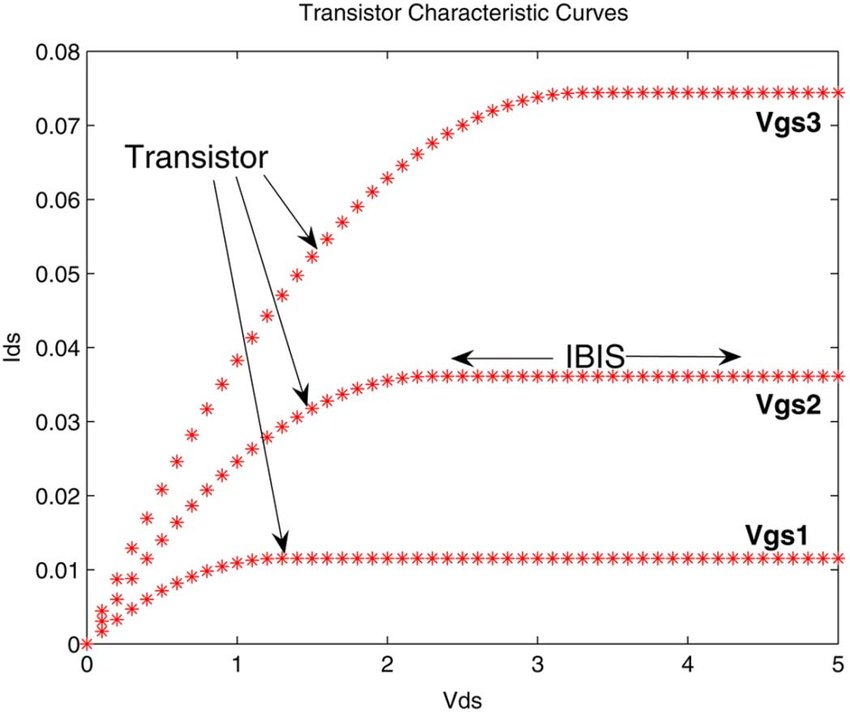 Transistor Characteristic Curves
0.08
0.07
0.06
0.05
0.04
0.03
0.02
0.01
0
Ids
Transistor
Vgs3
IBIS
Vgs2
Vgs1
0 1 2 3 4 5
Vds